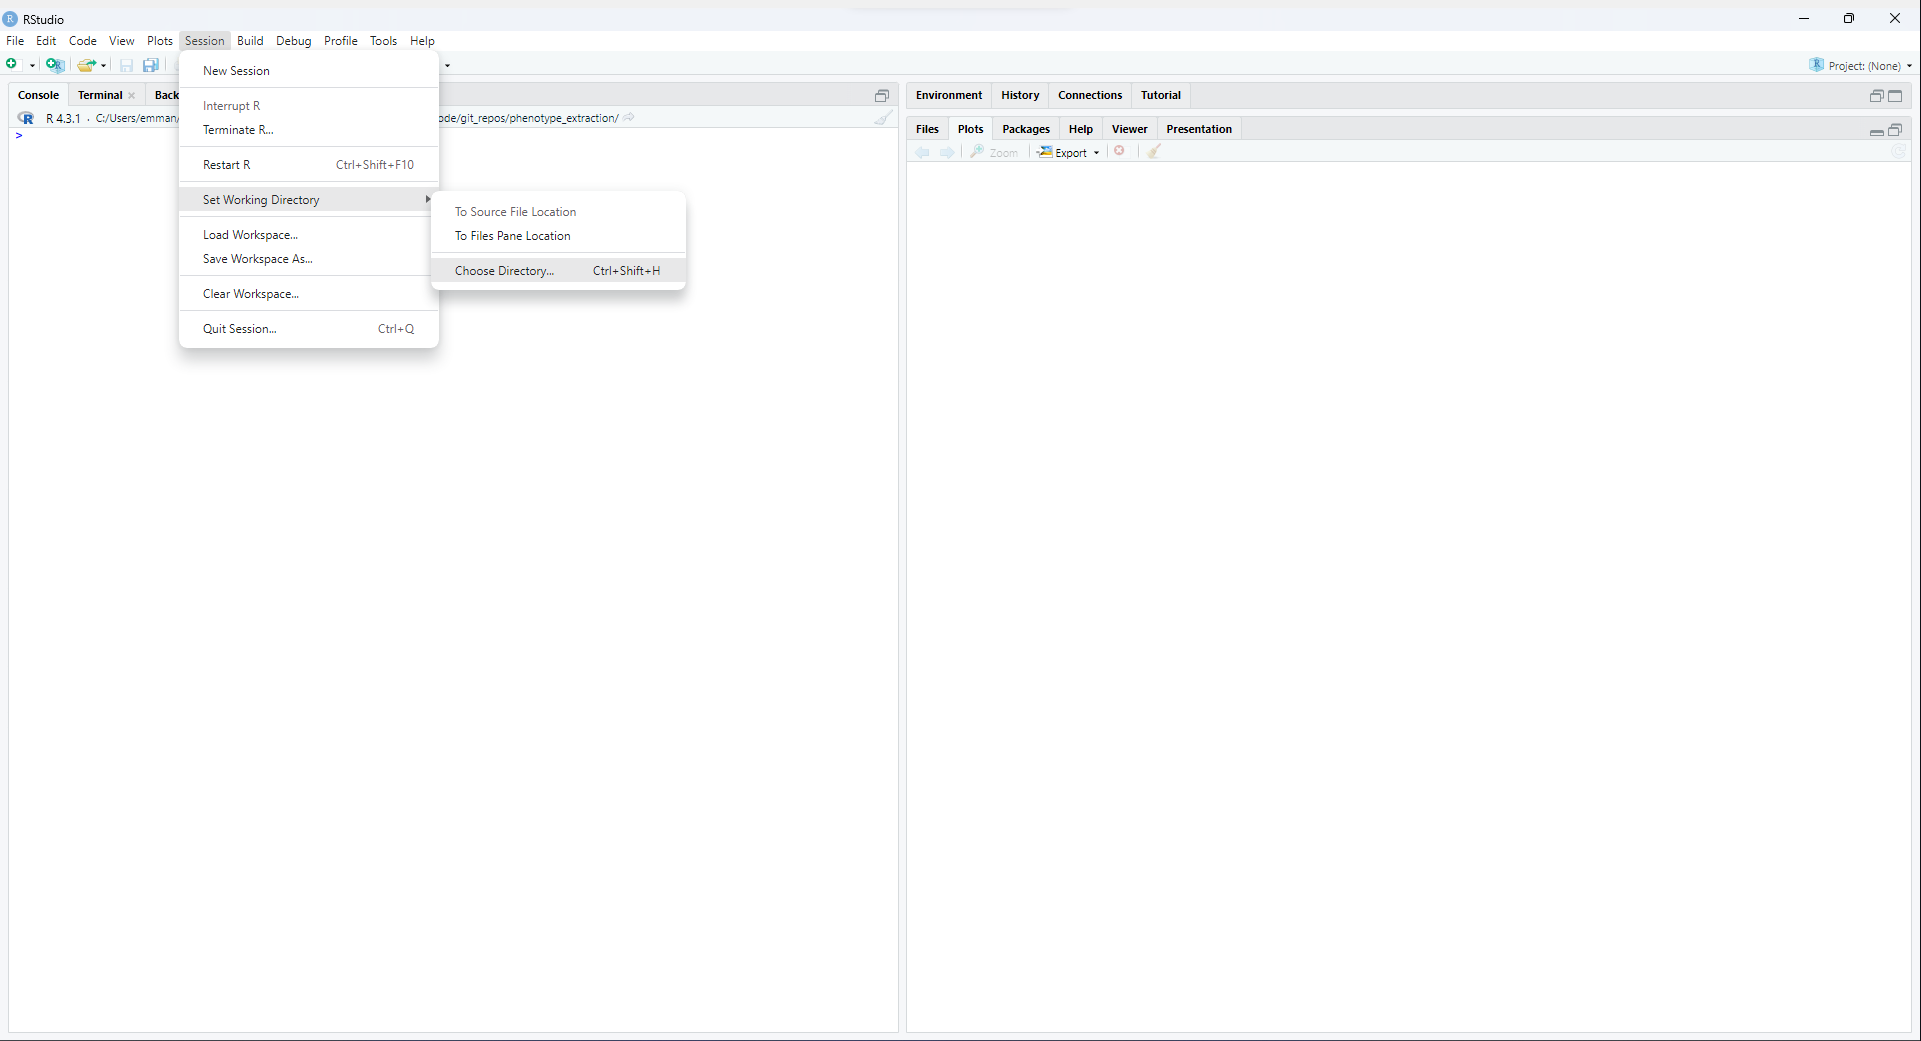 RStudio
File Edit Code View Plots Session Build Debug Profile Tools Help
Project: (None)
New Session
Interrupt R
Terminate R...
Restart R Ctrl+Shift+F10
Set Working Directory
Load Workspace...
Save Workspace As...
Clear Workspace...
Quit Session... Ctrl+Q
To Source File Location
To Files Pane Location
Choose Directory... Ctrl+Shift+H
Console Terminal Back
R 4.3.1 · C:/Users/emman/ ode/git_repos/phenotype_extraction/
>
Environment History Connections Tutorial
Files Plots Packages Help Viewer Presentation
Zoom Export